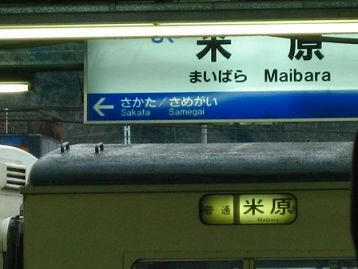 米原
まいばら Maibara
さかた／さめがい
Sakata Samegai
普通 米原
Maibara